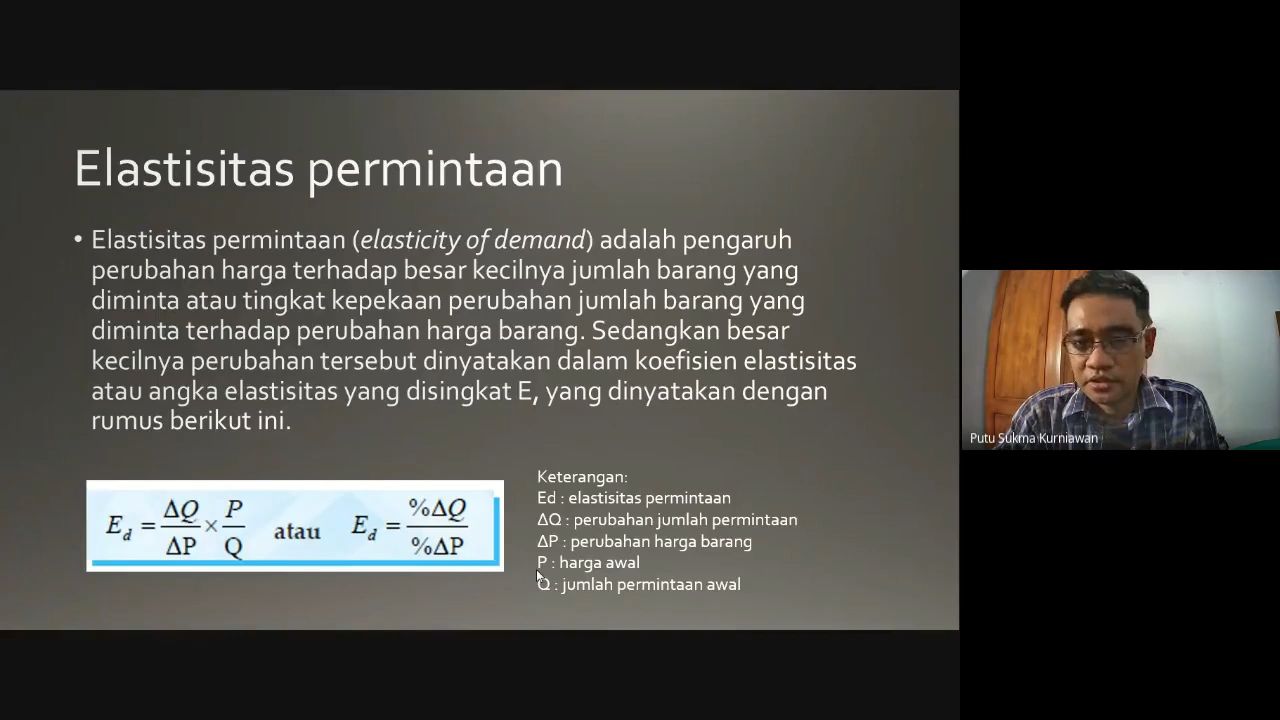 Elastisitas permintaan
• Elastisitas permintaan (elasticity of demand) adalah pengaruh
perubahan harga terhadap besar kecilnya jumlah barang yang
diminta atau tingkat kepekaan perubahan jumlah barang yang
diminta terhadap perubahan harga barang. Sedangkan besar
kecilnya perubahan tersebut dinyatakan dalam koefisien elastisitas
atau angka elastisitas yang disingkat E, yang dinyatakan dengan
rumus berikut ini.
E_d = ΔQ/ΔP × P/Q atau E_d = %ΔQ/%ΔP
Keterangan:
Ed : elastisitas permintaan
ΔQ : perubahan jumlah permintaan
ΔP : perubahan harga barang
P : harga awal
Q : jumlah permintaan awal
Putu Sukma Kurniawan